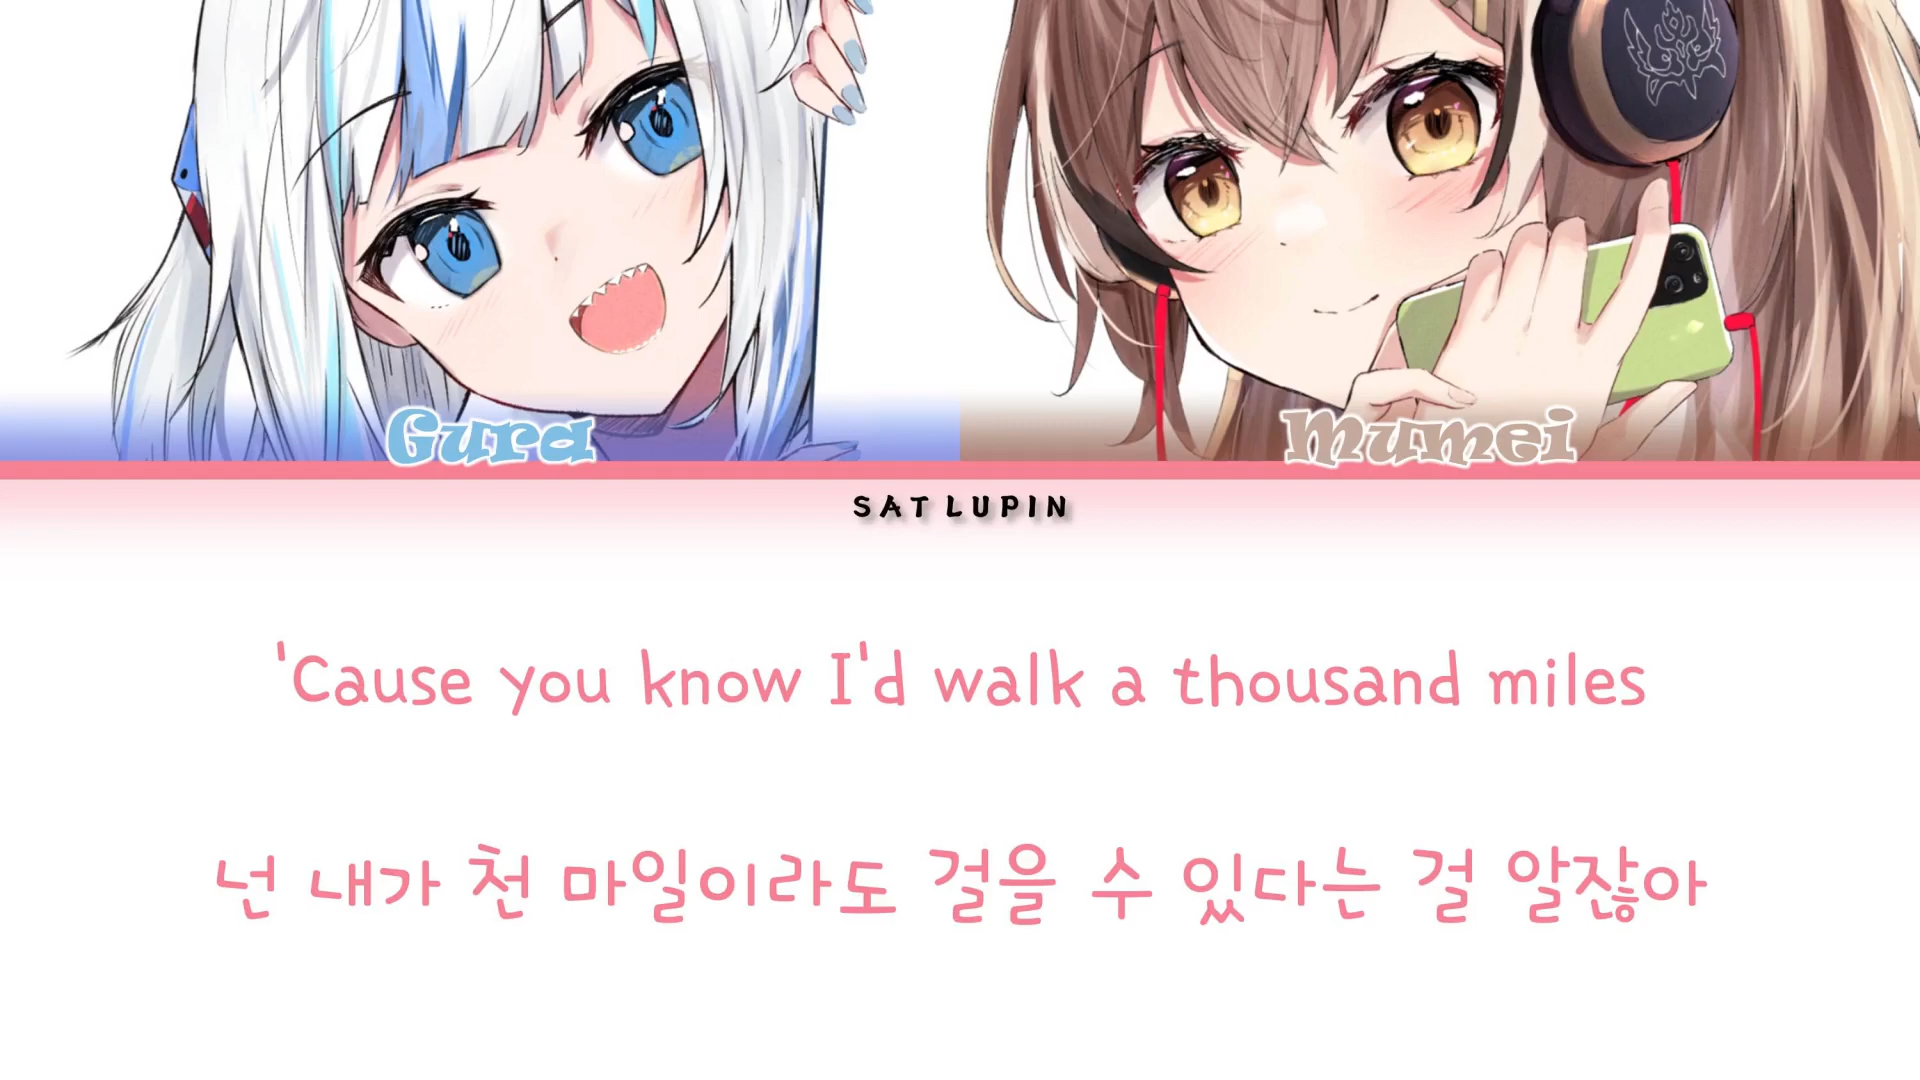 Gura
Mumei
SAT LUPIN
'Cause you know I'd walk a thousand miles
넌 내가 천 마일이라도 걸을 수 있다는 걸 알잖아